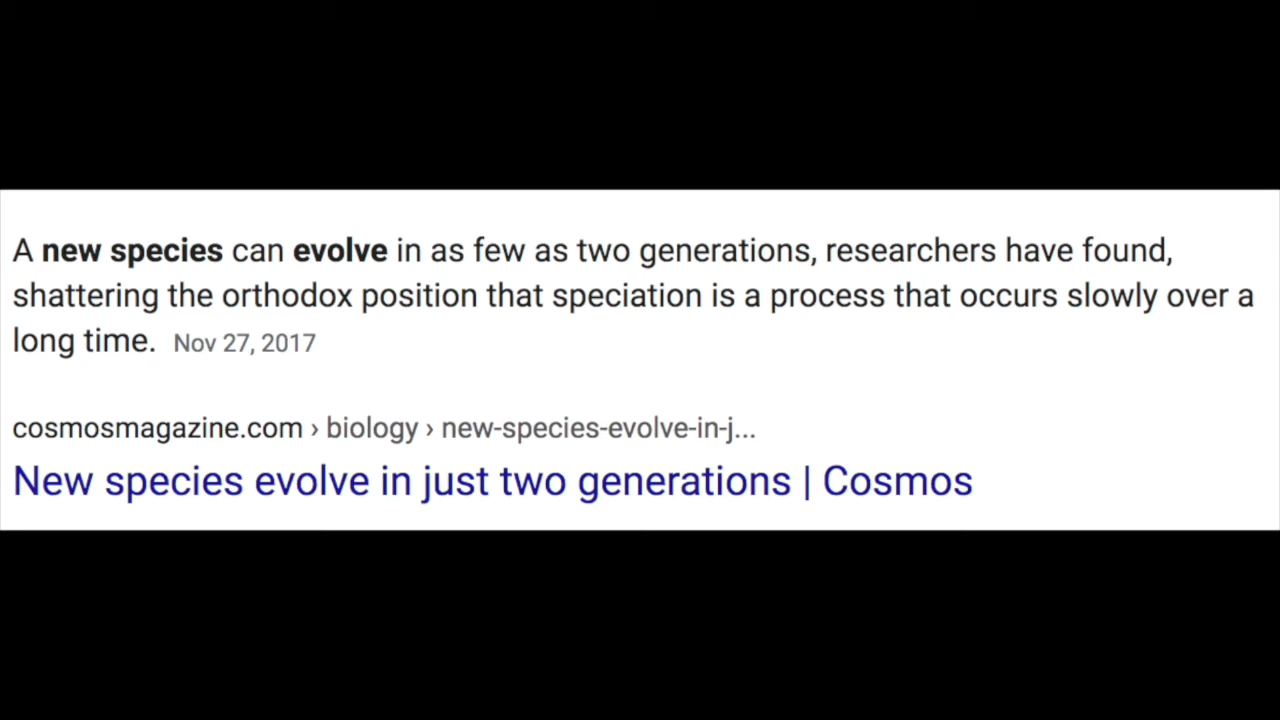 A new species can evolve in as few as two generations, researchers have found,
shattering the orthodox position that speciation is a process that occurs slowly over a
long time. Nov 27, 2017
cosmosmagazine.com › biology › new-species-evolve-in-j...
New species evolve in just two generations | Cosmos